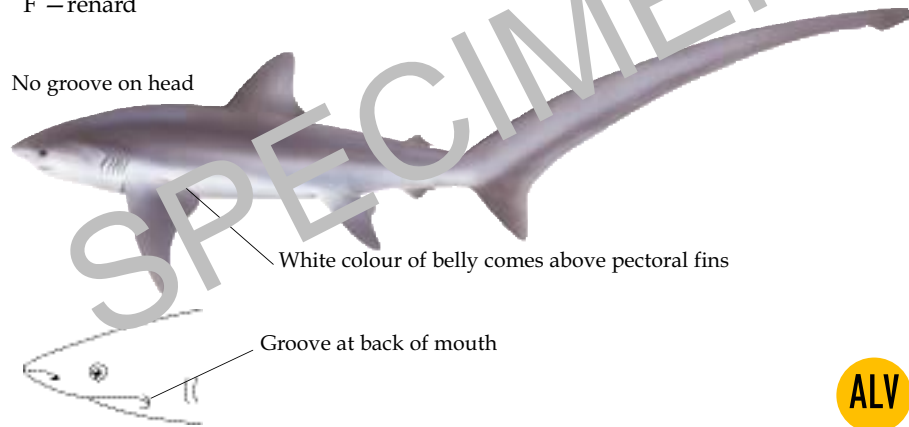 F — renard
No groove on head
SPECIMEN
White colour of belly comes above pectoral fins
Groove at back of mouth
ALV